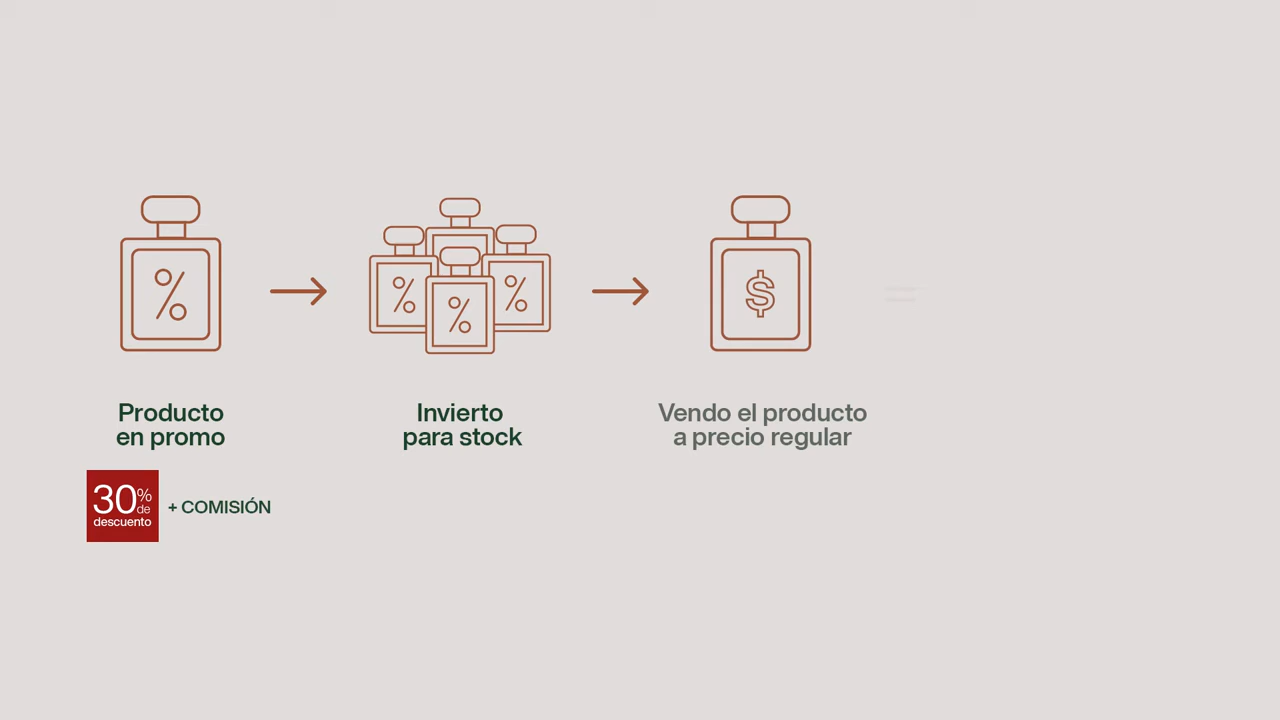 %
%
%
%
$
Producto
en promo
Invierto
para stock
Vendo el producto
a precio regular
30%
de
descuento
+ COMISIÓN